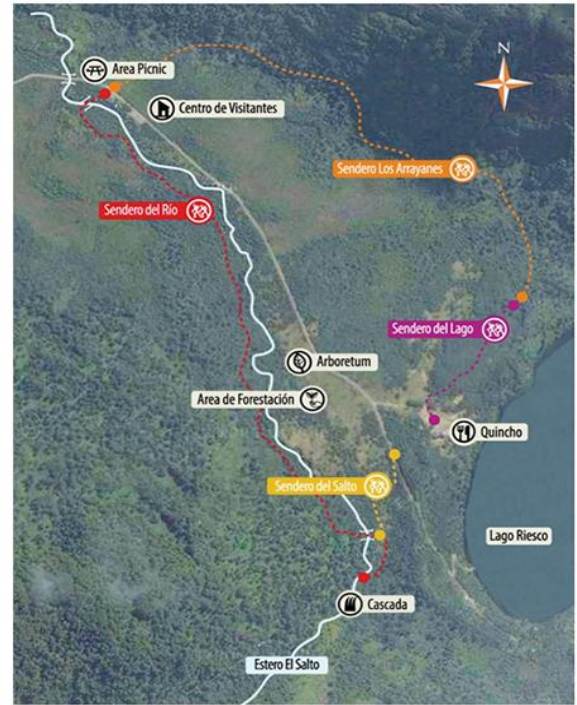 Area Picnic
N
Centro de Visitantes
Sendero Los Arrayanes
Sendero del Río
Sendero del Lago
Arboretum
Area de Forestación
Quincho
Sendero del Salto
Lago Riesco
Cascada
Estero El Salto